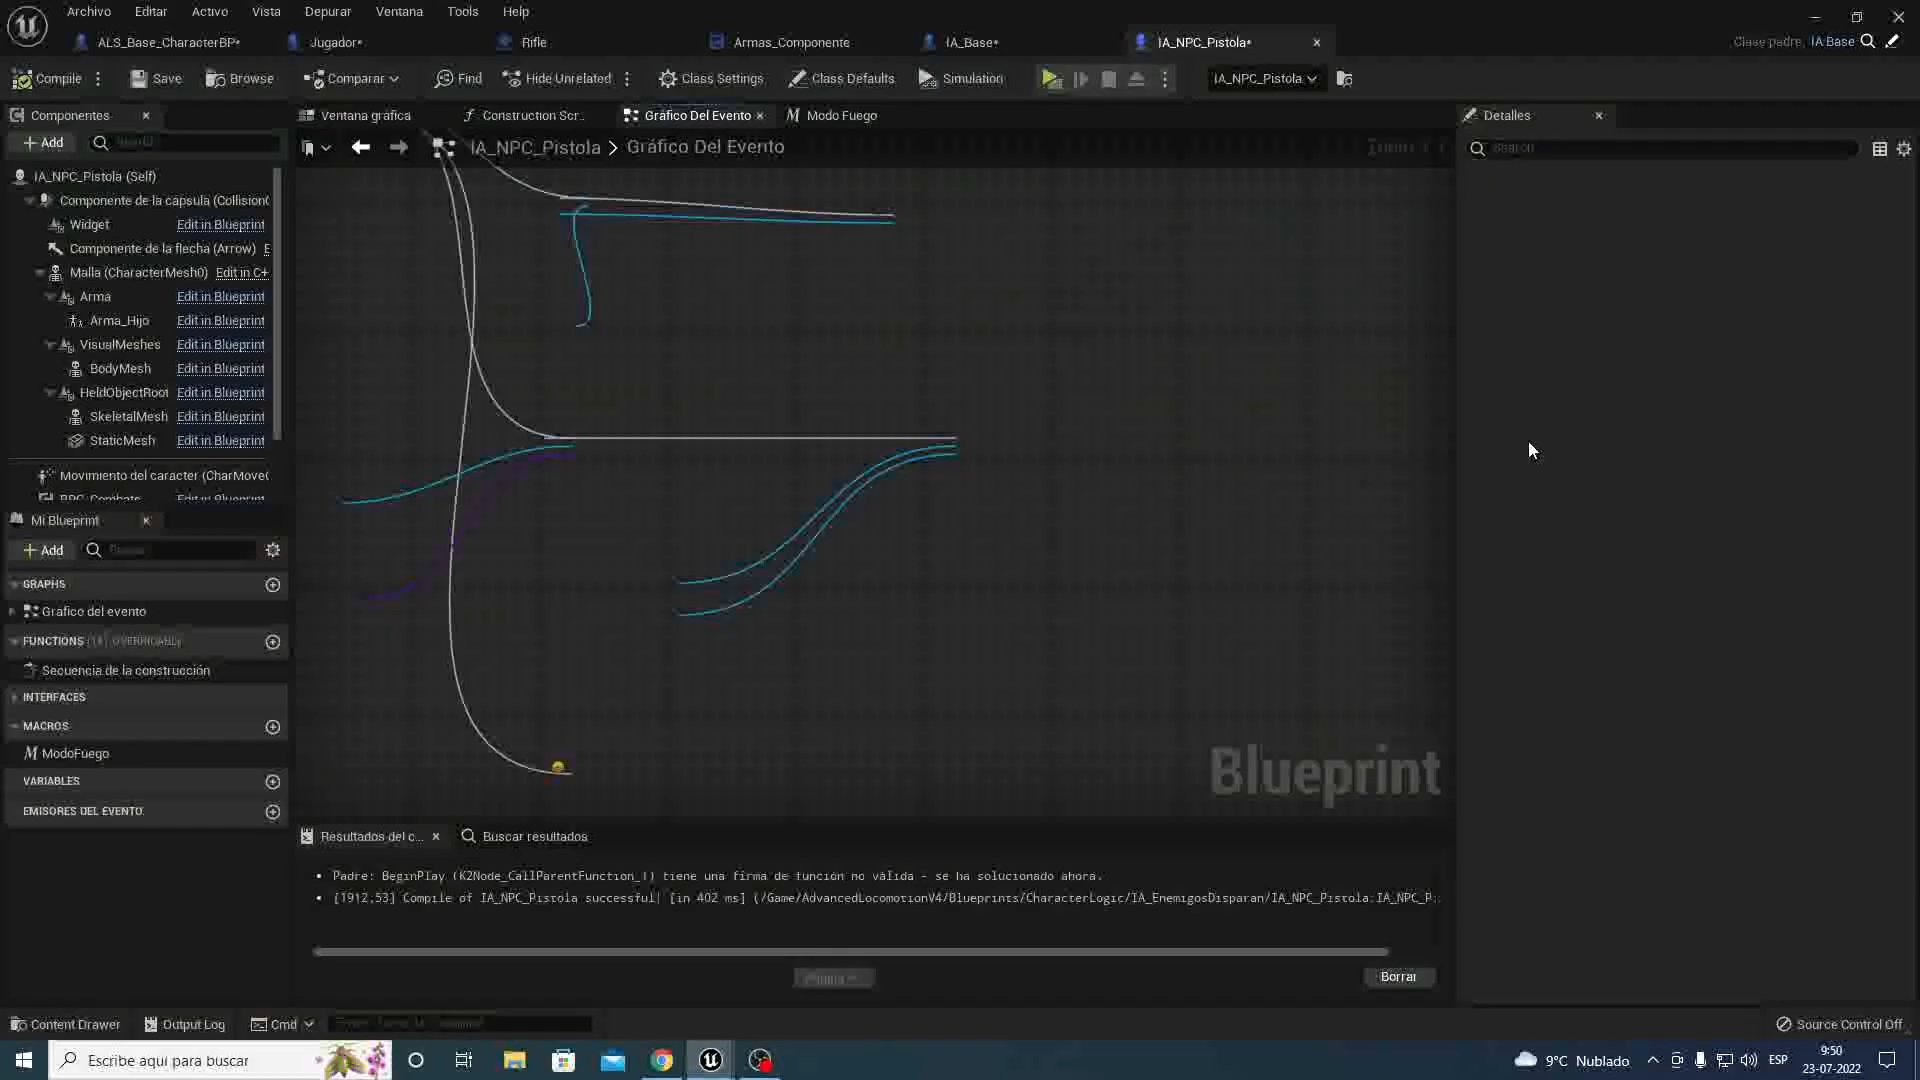 Archivo Editar Activo Vista Depurar Ventana Tools Help
ALS_Base_CharacterBP* Jugador* Rifle Armas_Componente IA_Base* IA_NPC_Pistola* Clase padre: IA Base
Compile Save Browse Comparar Find Hide Unrelated Class Settings Class Defaults Simulation IA_NPC_Pistola
Componentes Ventana gráfica Construction Scr.. Gráfico Del Evento Modo Fuego Detalles
Add
IA_NPC_Pistola > Gráfico Del Evento
Search
IA_NPC_Pistola (Self)
Componente de la capsula (Collision
Widget Edit in Blueprint
Componente de la flecha (Arrow) E
Malla (CharacterMesh0) Edit in C+
Arma Edit in Blueprint
Arma_Hijo Edit in Blueprint
VisualMeshes Edit in Blueprint
BodyMesh Edit in Blueprint
HeldObjectRoot Edit in Blueprint
SkeletalMesh Edit in Blueprint
StaticMesh Edit in Blueprint
Movimiento del caracter (CharMove
Mi Blueprint
Add
GRAPHS
Grafico del evento
FUNCTIONS
Secuencia de la construcción
INTERFACES
MACROS
ModoFuego
VARIABLES
EMISORES DEL EVENTO
Blueprint
Resultados del c... Buscar resultados
Padre: BeginPlay (K2Node_CallParentFunction_1) tiene una firma de función no válida - se ha solucionado ahora.
[1912,53] Compile of IA_NPC_Pistola successful! [in 402 ms] (/Game/AdvancedLocomotionV4/Blueprints/CharacterLogic/IA_EnemigosDisparan/IA_NPC_Pistola.IA_NPC_P
Borrar
Content Drawer Output Log Cmd Source Control Off
Escribe aquí para buscar
9°C Nublado ESP
9:50
23-07-2022